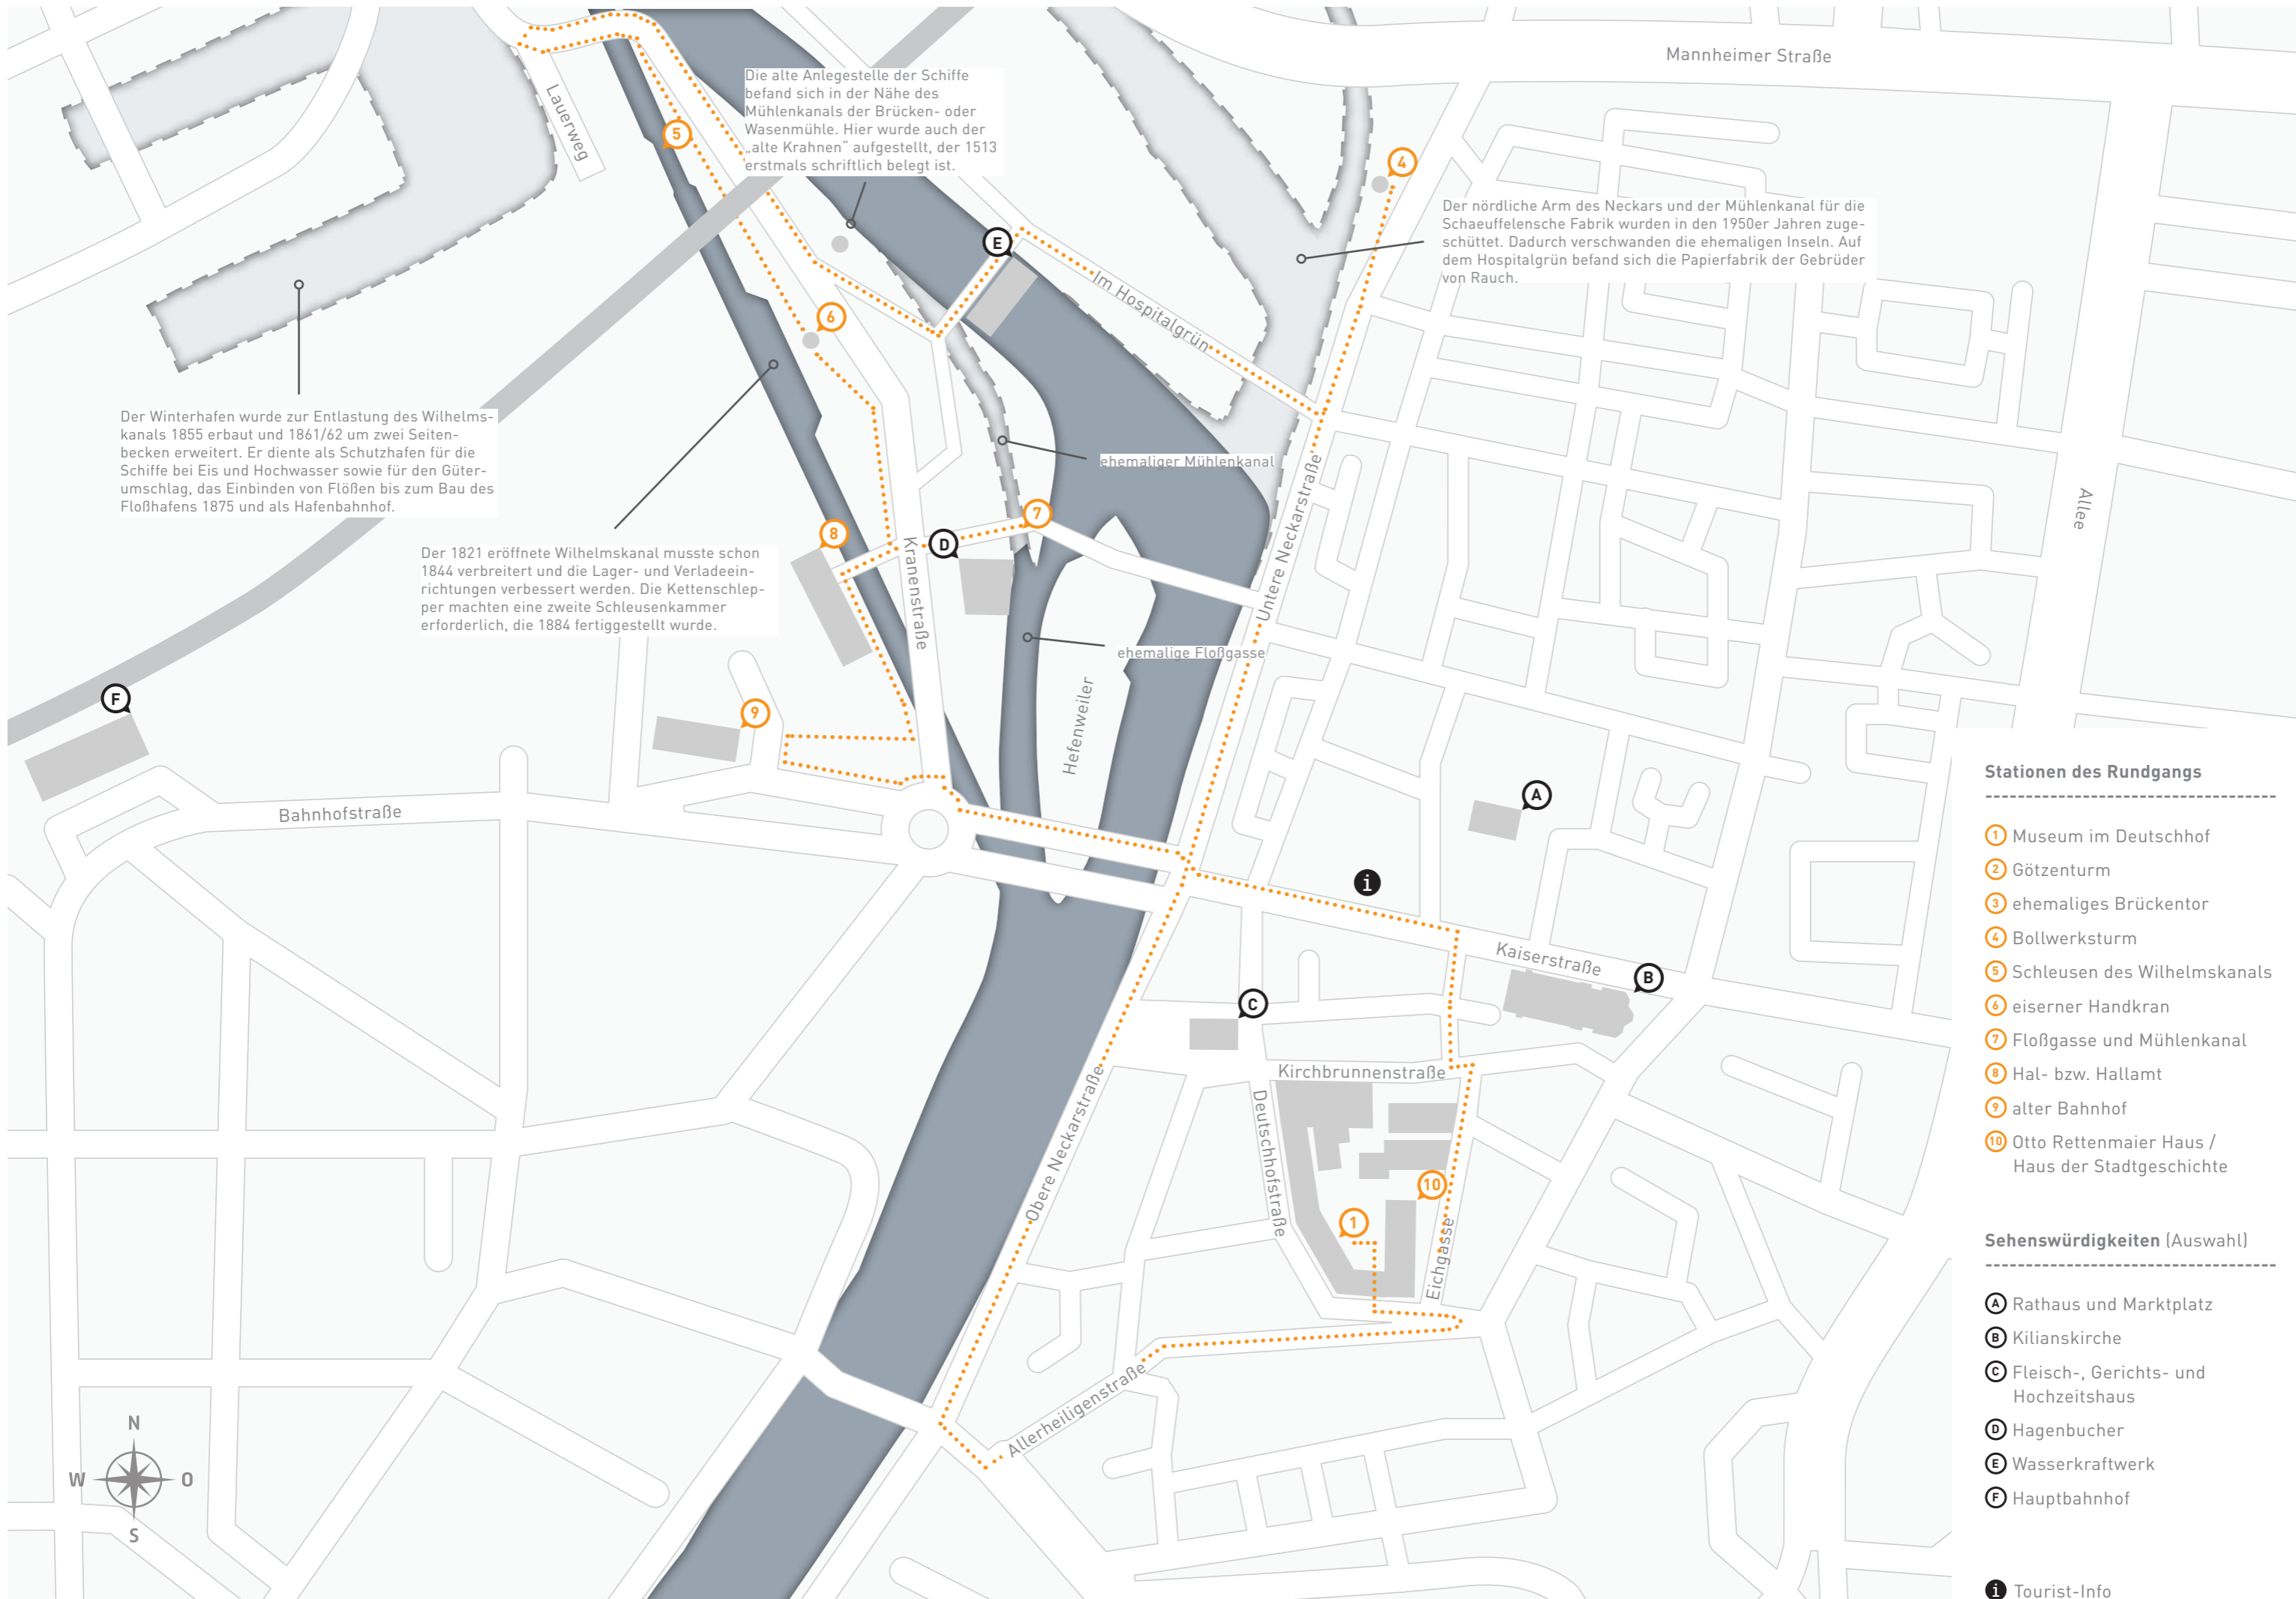 Mannheimer Straße
Lauerweg
Die alte Anlegestelle der Schiffe
befand sich in der Nähe des
Mühlenkanals der Brücken- oder
Wasenmühle. Hier wurde auch der
„alte Krahnen“ aufgestellt, der 1513
erstmals schriftlich belegt ist.
5
4
Der nördliche Arm des Neckars und der Mühlenkanal für die
Schaeuffelensche Fabrik wurden in den 1950er Jahren zuge-
schüttet. Dadurch verschwanden die ehemaligen Inseln. Auf
dem Hospitalgrün befand sich die Papierfabrik der Gebrüder
von Rauch.
E
Im Hospitalgrün
6
Der Winterhafen wurde zur Entlastung des Wilhelms-
kanals 1855 erbaut und 1861/62 um zwei Seiten-
becken erweitert. Er diente als Schutzhafen für die
Schiffe bei Eis und Hochwasser sowie für den Güter-
umschlag, das Einbinden von Flößen bis zum Bau des
Floßhafens 1875 und als Hafenbahnhof.
ehemaliger Mühlenkanal
Untere Neckarstraße
Allee
7
8
D
Kranenstraße
Der 1821 eröffnete Wilhelmskanal musste schon
1844 verbreitert und die Lager- und Verladeein-
richtungen verbessert werden. Die Kettenschlep-
per machten eine zweite Schleusenkammer
erforderlich, die 1884 fertiggestellt wurde.
ehemalige Floßgasse
Hefenweiler
F
9
A
Bahnhofstraße
i
Kaiserstraße
B
C
Kirchbrunnenstraße
Obere Neckarstraße
Deutschhofstraße
10
1
Eichgasse
Allerheiligenstraße
N
W
O
S
Stationen des Rundgangs
1 Museum im Deutschhof
2 Götzenturm
3 ehemaliges Brückentor
4 Bollwerksturm
5 Schleusen des Wilhelmskanals
6 eiserner Handkran
7 Floßgasse und Mühlenkanal
8 Hal- bzw. Hallamt
9 alter Bahnhof
10 Otto Rettenmaier Haus /
Haus der Stadtgeschichte
Sehenswürdigkeiten (Auswahl)
A Rathaus und Marktplatz
B Kilianskirche
C Fleisch-, Gerichts- und
Hochzeitshaus
D Hagenbucher
E Wasserkraftwerk
F Hauptbahnhof
i Tourist-Info